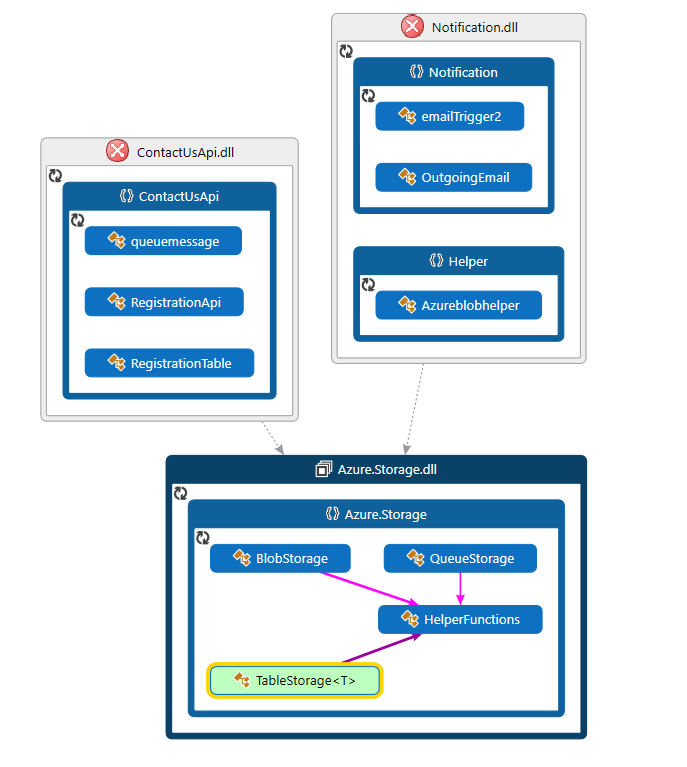 Notification.dll
Notification
emailTrigger2
OutgoingEmail
Helper
Azureblobhelper
ContactUsApi.dll
ContactUsApi
queuemessage
RegistrationApi
RegistrationTable
Azure.Storage.dll
Azure.Storage
BlobStorage
QueueStorage
HelperFunctions
TableStorage<T>